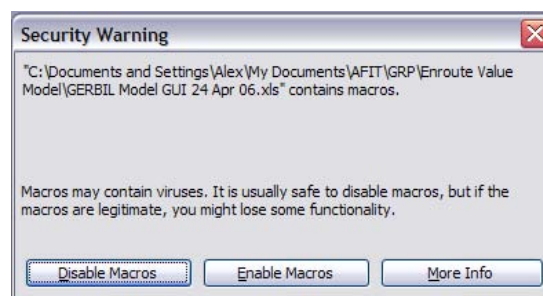 Security Warning
"C:\Documents and Settings\Alex\My Documents\AFIT\GRP\Enroute Value
Model\GERBIL Model GUI 24 Apr 06.xls" contains macros.
Macros may contain viruses. It is usually safe to disable macros, but if the
macros are legitimate, you might lose some functionality.
Disable Macros
Enable Macros
More Info